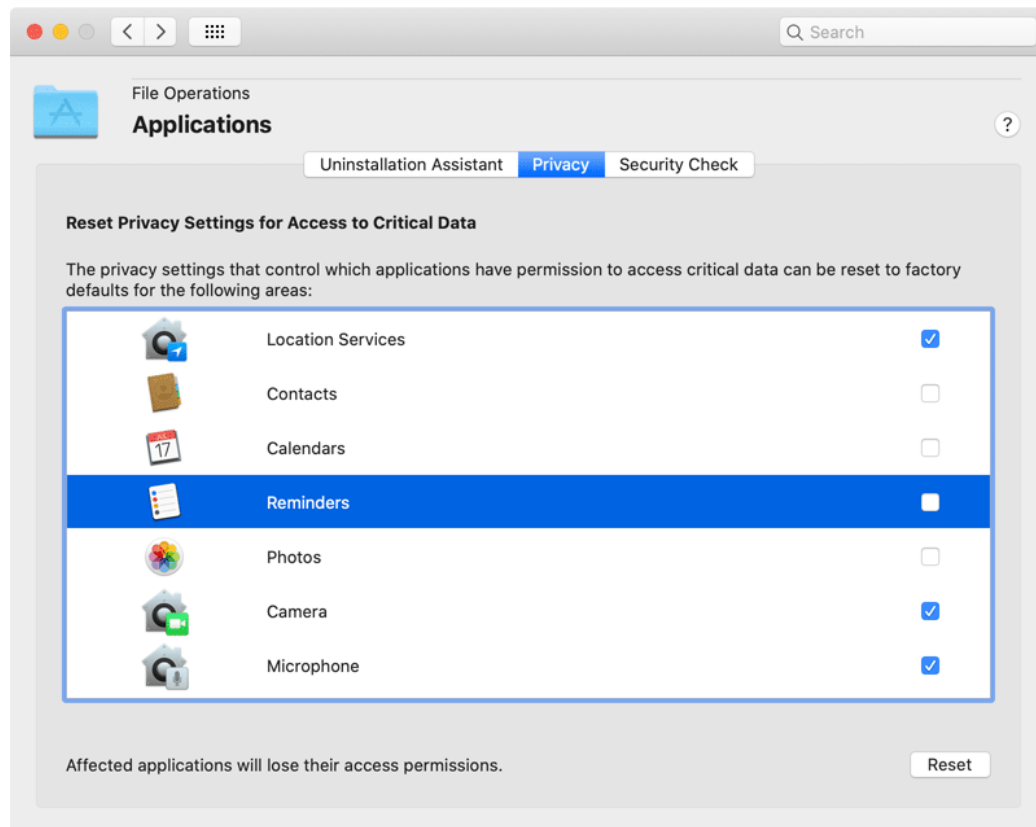 Search
File Operations
Applications
?
Uninstallation Assistant Privacy Security Check
Reset Privacy Settings for Access to Critical Data
The privacy settings that control which applications have permission to access critical data can be reset to factory
defaults for the following areas:
Location Services
Contacts
JUL
17
Calendars
Reminders
Photos
Camera
Microphone
Affected applications will lose their access permissions.
Reset